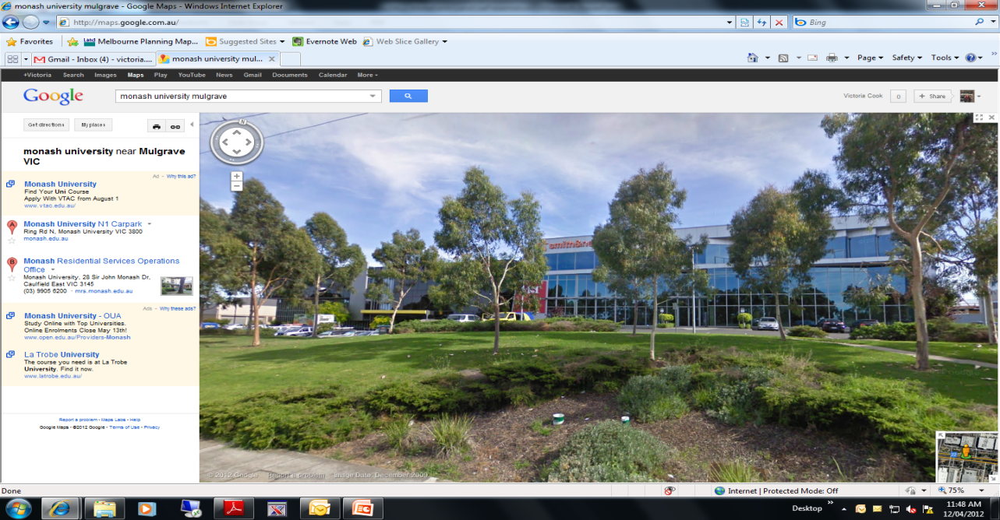 monash university mulgrave - Google Maps - Windows Internet Explorer
http://maps.google.com.au/
Bing
Favorites Land Melbourne Planning Map... Suggested Sites Evernote Web Web Slice Gallery
Gmail - Inbox (4) - victoria.... monash university mul... Page Safety Tools
+Victoria Search Images Maps Play YouTube News Gmail Documents Calendar More
Google monash university mulgrave Victoria Cook 0 + Share
Get directions My places
N
monash university near Mulgrave
VIC
Ad - Why this ad?
Monash University
Find Your Uni Course
Apply With VTAC from August 1
www.vtac.edu.au/
A Monash University N1 Carpark
Ring Rd N, Monash University VIC 3800
monash.edu.au
B Monash Residential Services Operations
Office
Monash University, 28 Sir John Monash Dr,
Caulfield East VIC 3145
(03) 9905 6200 · mrs.monash.edu.au
Ads - Why these ads?
Monash University - OUA
Study Online with Top Universities.
Online Enrolments Close May 13th!
www.open.edu.au/Providers-Monash
La Trobe University
The course you need is at La Trobe
University. Find it now.
www.latrobe.edu.au/
Report a problem - Maps Labs - Help
Google Maps - ©2012 Google - Terms of Use - Privacy
smith&ne
© 2012 Google Report a problem Image Date: December 2009
Done Internet | Protected Mode: Off 75%
Desktop 11:48 AM
12/04/2012